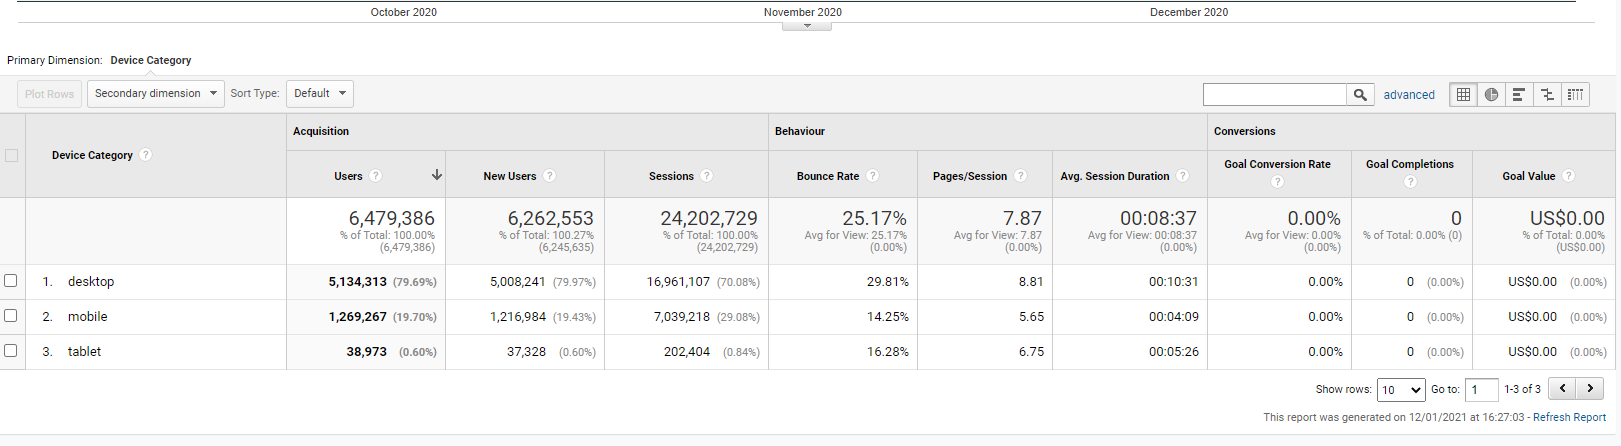 October 2020 November 2020 December 2020
Primary Dimension: Device Category
Plot Rows Secondary dimension Sort Type: Default advanced
Acquisition Behaviour Conversions
Device Category ? Users ? New Users ? Sessions ? Bounce Rate ? Pages/Session ? Avg. Session Duration ? Goal Conversion Rate ? Goal Completions ? Goal Value ?
6,479,386 6,262,553 24,202,729 25.17% 7.87 00:08:37 0.00% 0 US$0.00
% of Total: 100.00% % of Total: 100.27% % of Total: 100.00% Avg for View: 25.17% Avg for View: 7.87 Avg for View: 00:08:37 Avg for View: 0.00% % of Total: 0.00% (0) % of Total: 0.00%
(6,479,386) (6,245,635) (24,202,729) (0.00%) (0.00%) (0.00%) (0.00%) (US$0.00)
1. desktop 5,134,313 (79.69%) 5,008,241 (79.97%) 16,961,107 (70.08%) 29.81% 8.81 00:10:31 0.00% 0 (0.00%) US$0.00 (0.00%)
2. mobile 1,269,267 (19.70%) 1,216,984 (19.43%) 7,039,218 (29.08%) 14.25% 5.65 00:04:09 0.00% 0 (0.00%) US$0.00 (0.00%)
3. tablet 38,973 (0.60%) 37,328 (0.60%) 202,404 (0.84%) 16.28% 6.75 00:05:26 0.00% 0 (0.00%) US$0.00 (0.00%)
Show rows: 10 Go to: 1 1-3 of 3
This report was generated on 12/01/2021 at 16:27:03 - Refresh Report